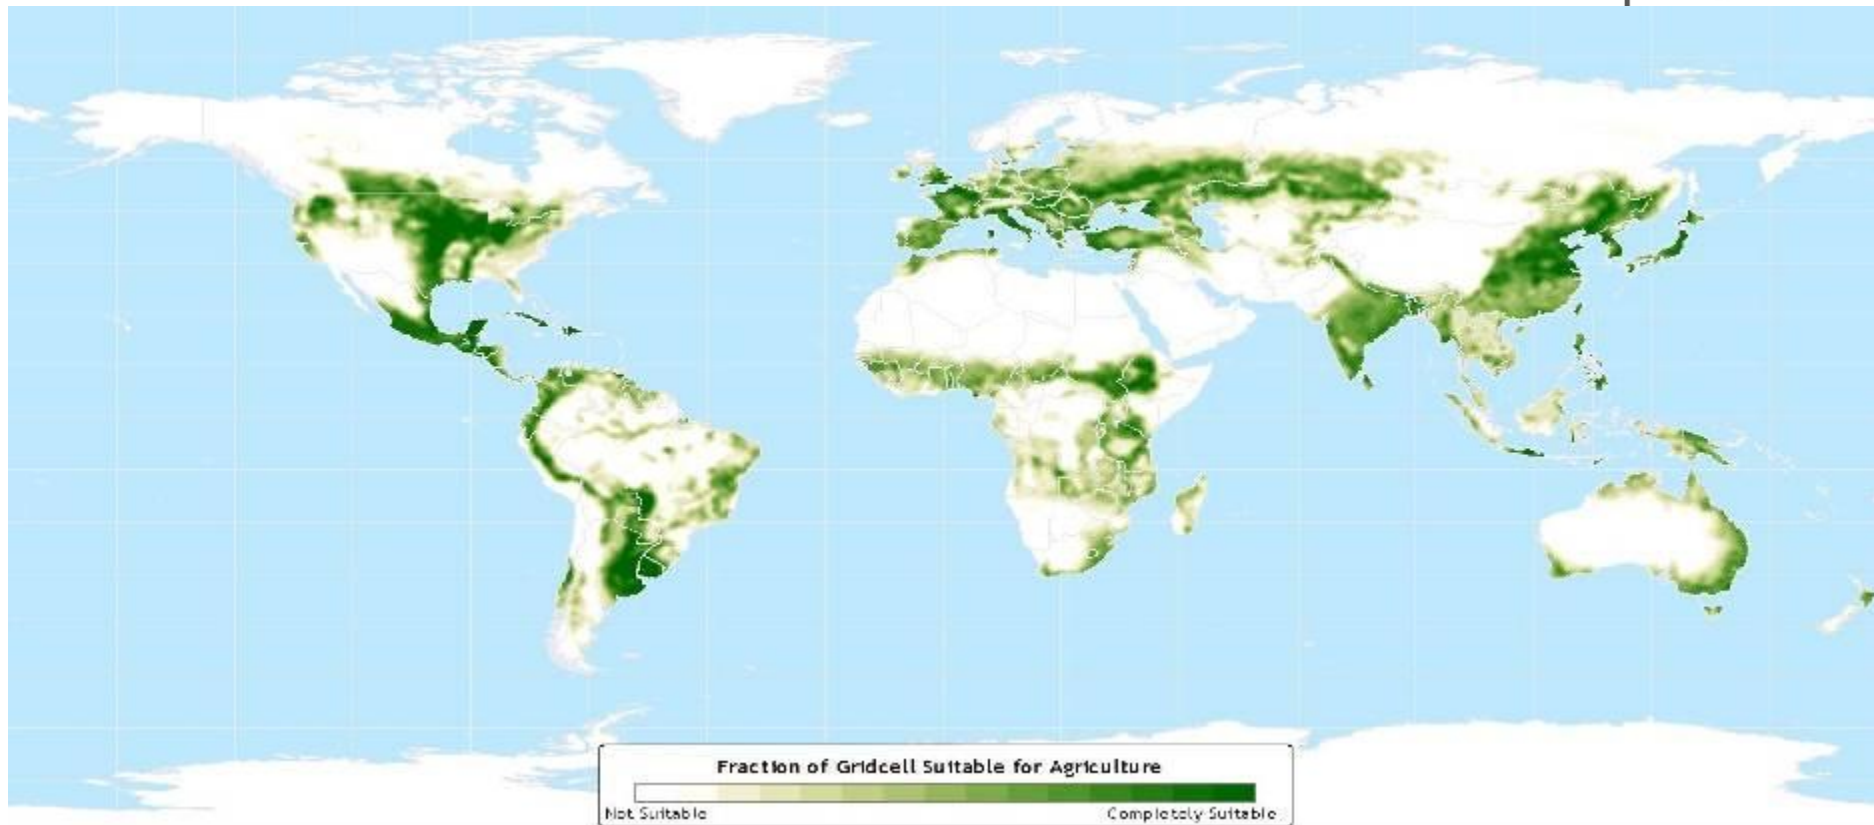 Fraction of Gridcell Suitable for Agriculture
Not Suitable
Completely Suitable